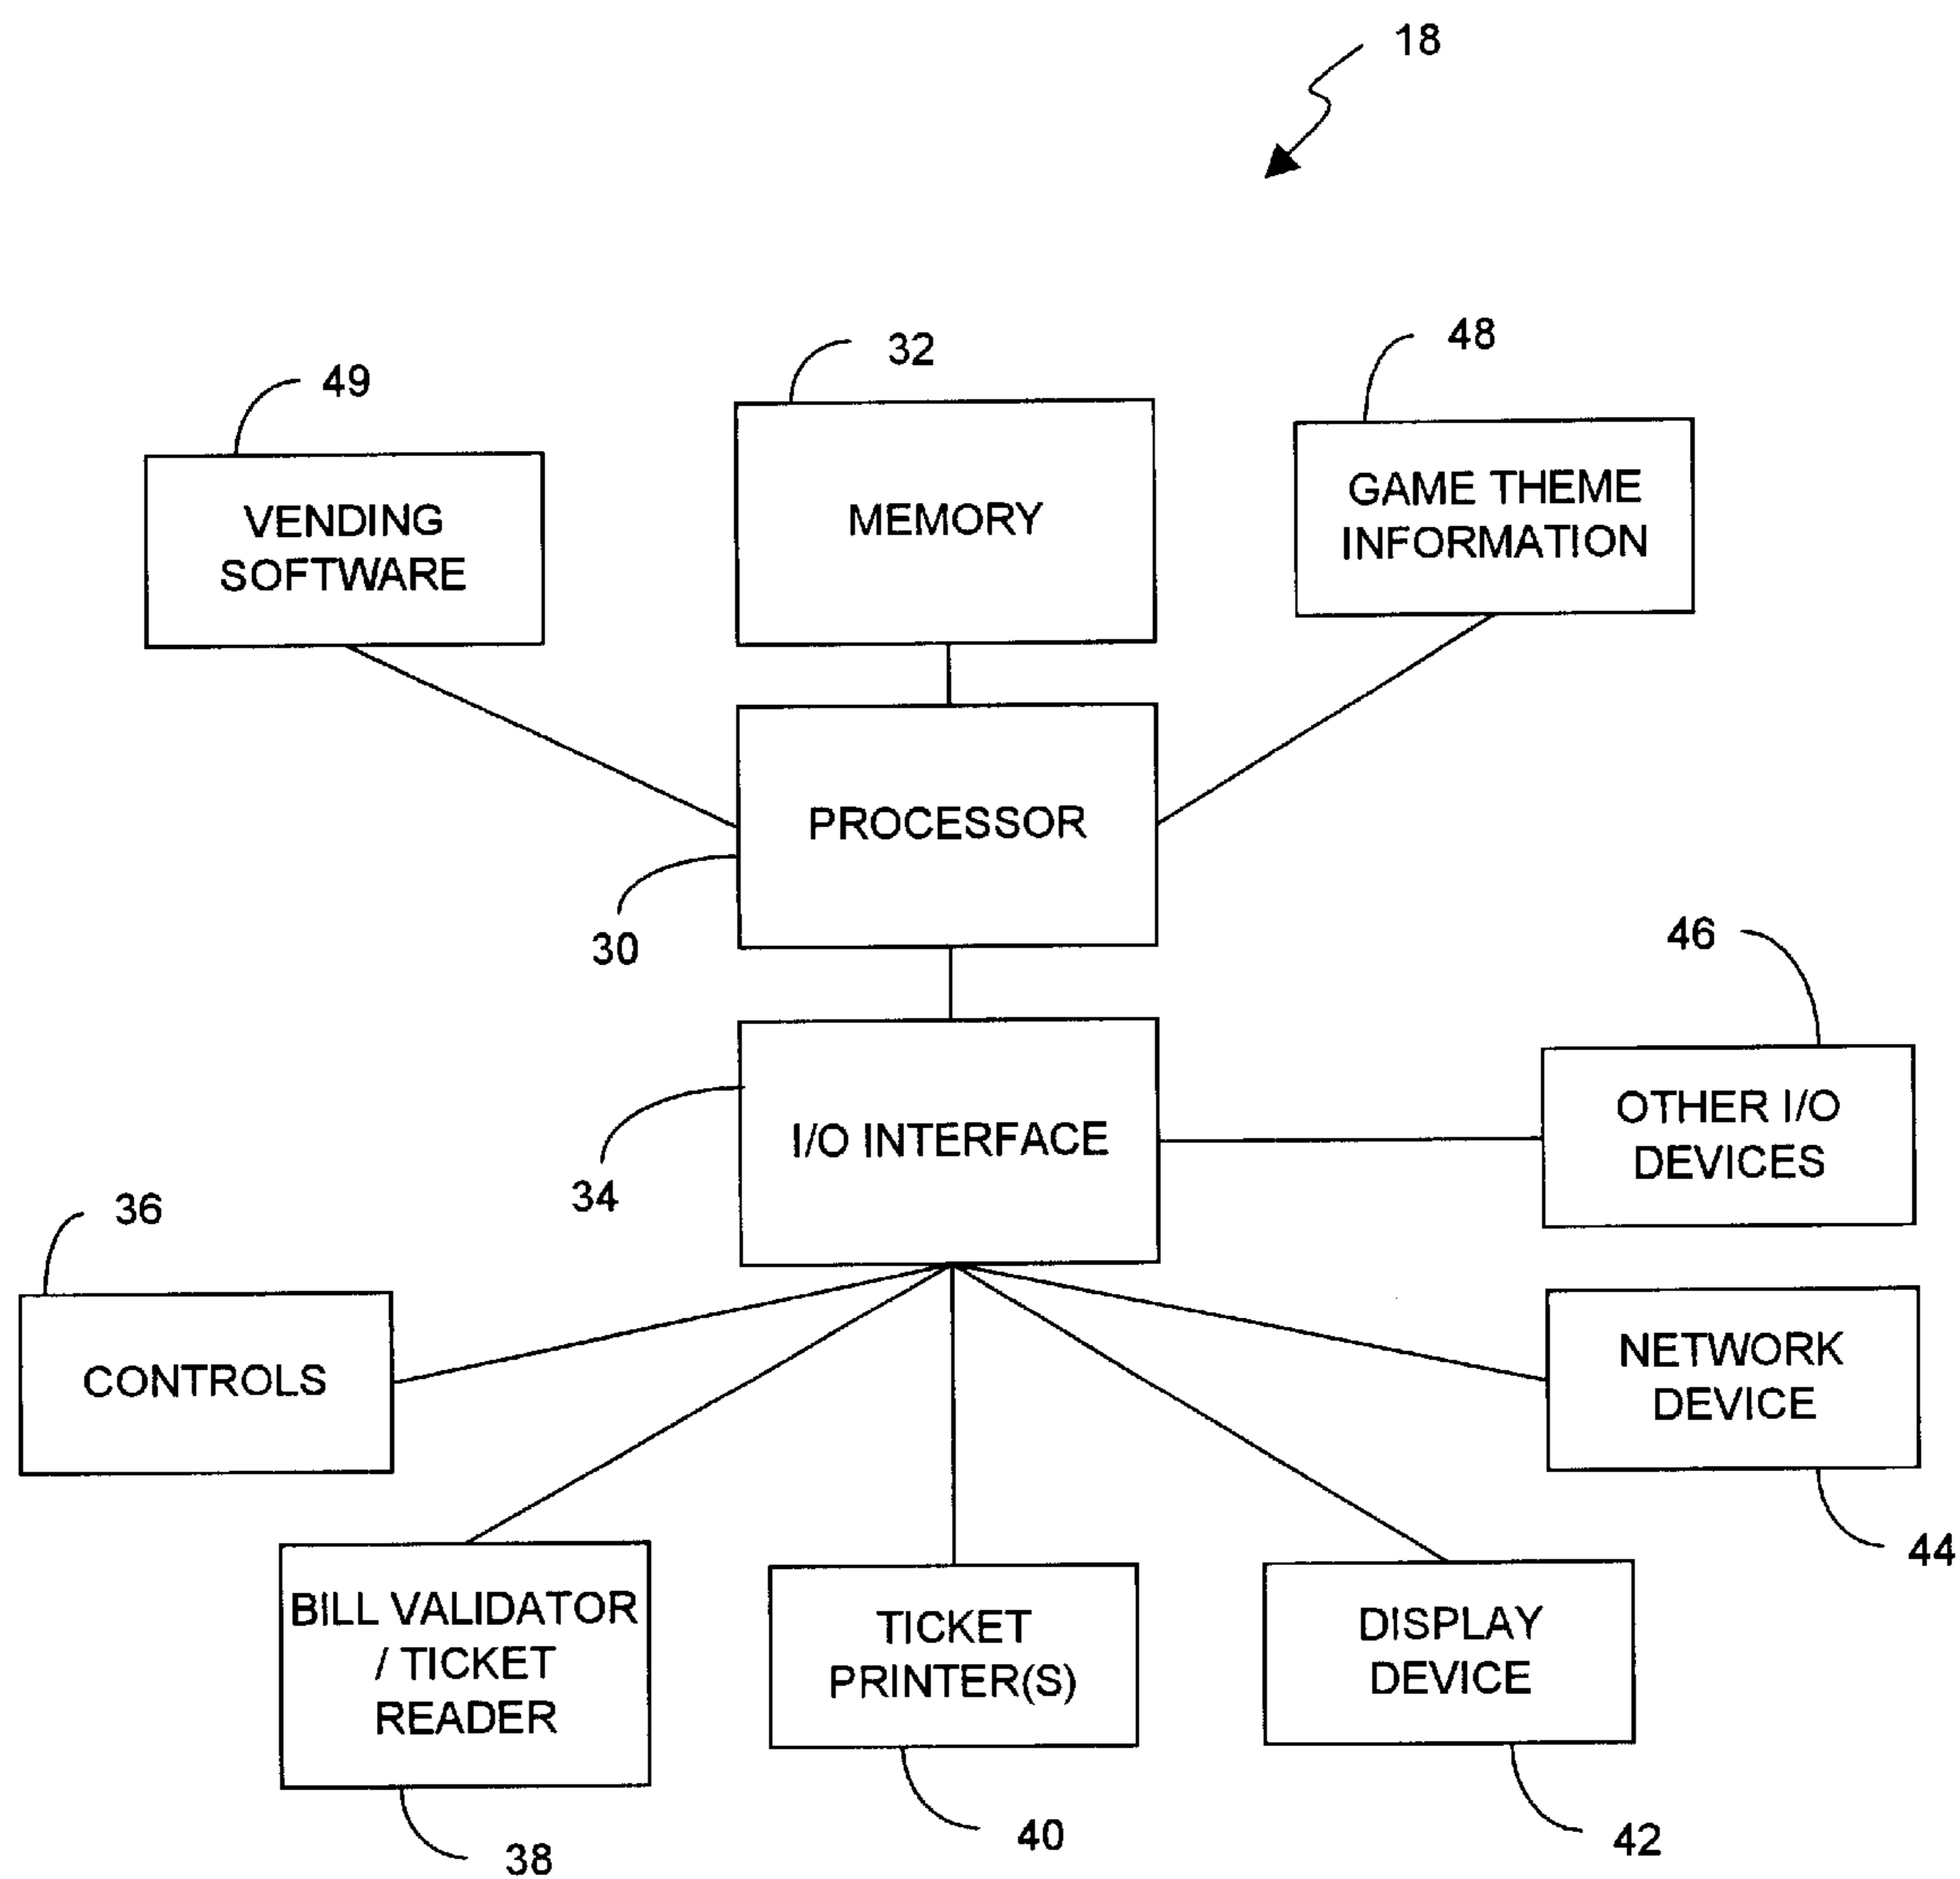 18
49
32
48
VENDING
SOFTWARE
MEMORY
GAME THEME
INFORMATION
PROCESSOR
30
46
I/O INTERFACE
34
OTHER I/O
DEVICES
36
CONTROLS
NETWORK
DEVICE
44
BILL VALIDATOR
/ TICKET
READER
TICKET
PRINTER(S)
DISPLAY
DEVICE
38
40
42